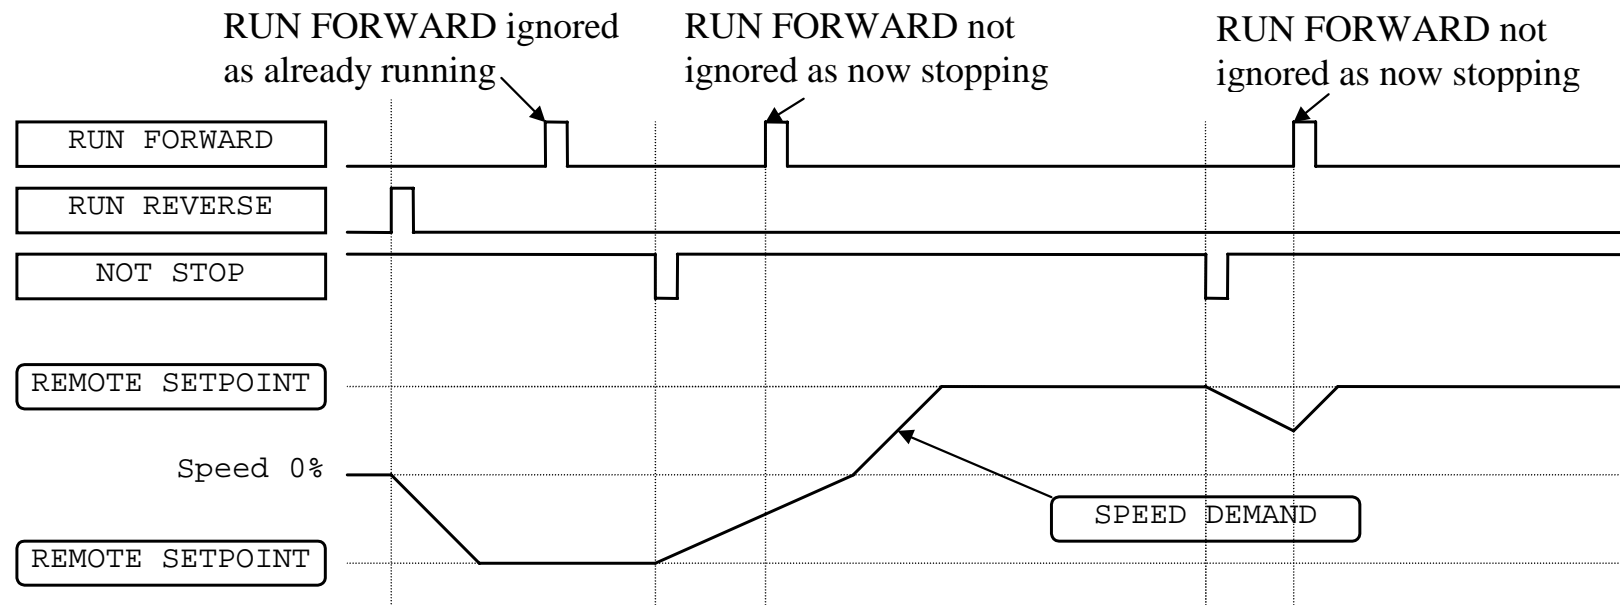 RUN FORWARD ignored
as already running
RUN FORWARD not
ignored as now stopping
RUN FORWARD not
ignored as now stopping
RUN FORWARD
RUN REVERSE
NOT STOP
REMOTE SETPOINT
Speed 0%
SPEED DEMAND
REMOTE SETPOINT